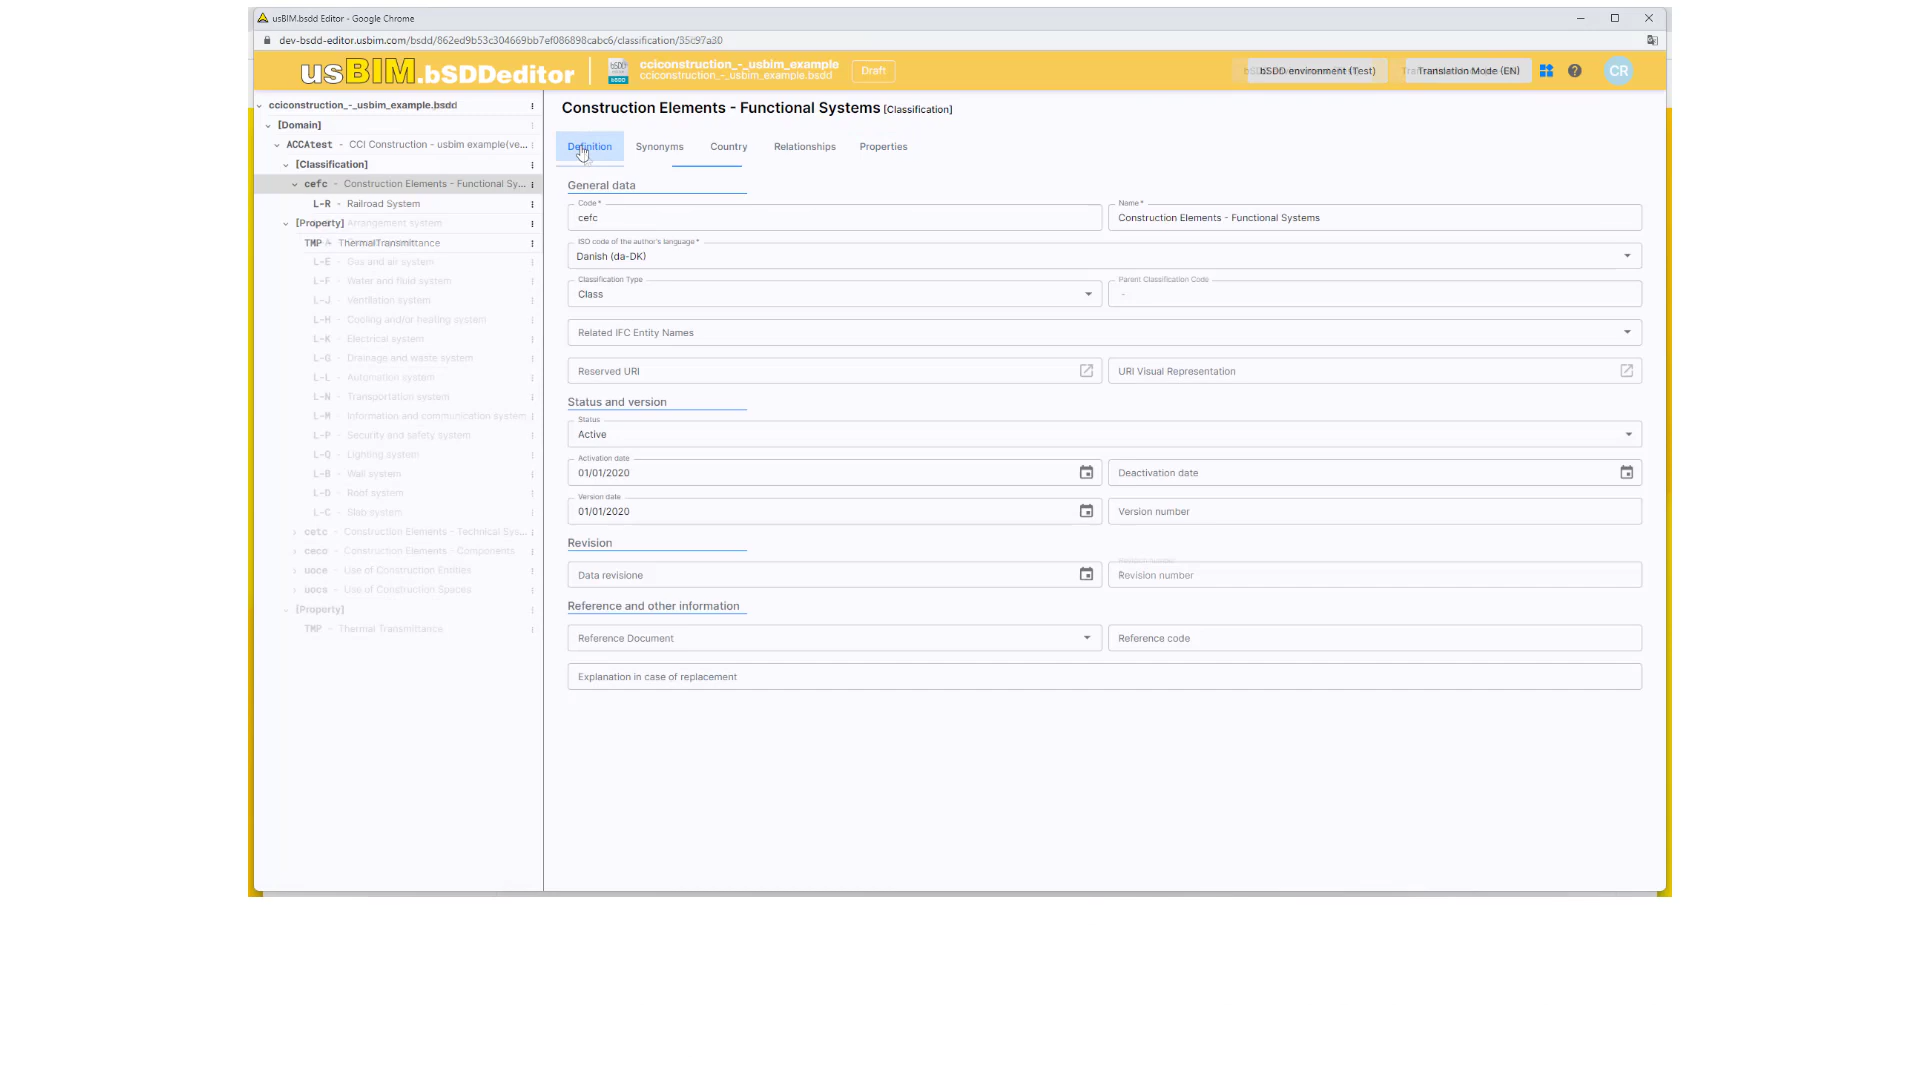 usBIM.bsdd Editor - Google Chrome
dev-bsdd-editor.usbim.com/bsdd/862ed9b53c304669bb7ef086898cabc6/classification/35c97a30
usBIM.bSDDeditor
bSDD
cciconstruction_-_usbim_example
cciconstruction_-_usbim_example.bsdd
Draft
bSDD environment (Test)
Translation Mode (EN)
CR
cciconstruction_-_usbim_example.bsdd
[Domain]
ACCAtest - CCI Construction - usbim example(ve...
[Classification]
cefc - Construction Elements - Functional Sy...
L-R - Railroad System
[Property]
Arrangement system
TMP - ThermalTransmittance
L-E - Gas and air system
L-F - Water and fluid system
L-J - Ventilation system
L-H - Cooling and/or heating system
L-K - Electrical system
L-G - Drainage and waste system
L-L - Automation system
L-N - Transportation system
L-M - Information and communication system
L-P - Security and safety system
L-Q - Lighting system
L-B - Wall system
L-D - Roof system
L-C - Slab system
cetc - Construction Elements - Technical Sys...
ceco - Construction Elements - Components
uoce - Use of Construction Entities
uocs - Use of Construction Spaces
[Property]
TMP - Thermal Transmittance
Construction Elements - Functional Systems [Classification]
Definition Synonyms Country Relationships Properties
General data
Code *
cefc
Name *
Construction Elements - Functional Systems
ISO code of the author's language *
Danish (da-DK)
Classification Type
Class
Parent Classification Code
-
Related IFC Entity Names
Reserved URI
URI Visual Representation
Status and version
Status
Active
Activation date
01/01/2020
Deactivation date
Version date
01/01/2020
Version number
Revision
Data revisione
Revision number
Reference and other information
Reference Document
Reference code
Explanation in case of replacement